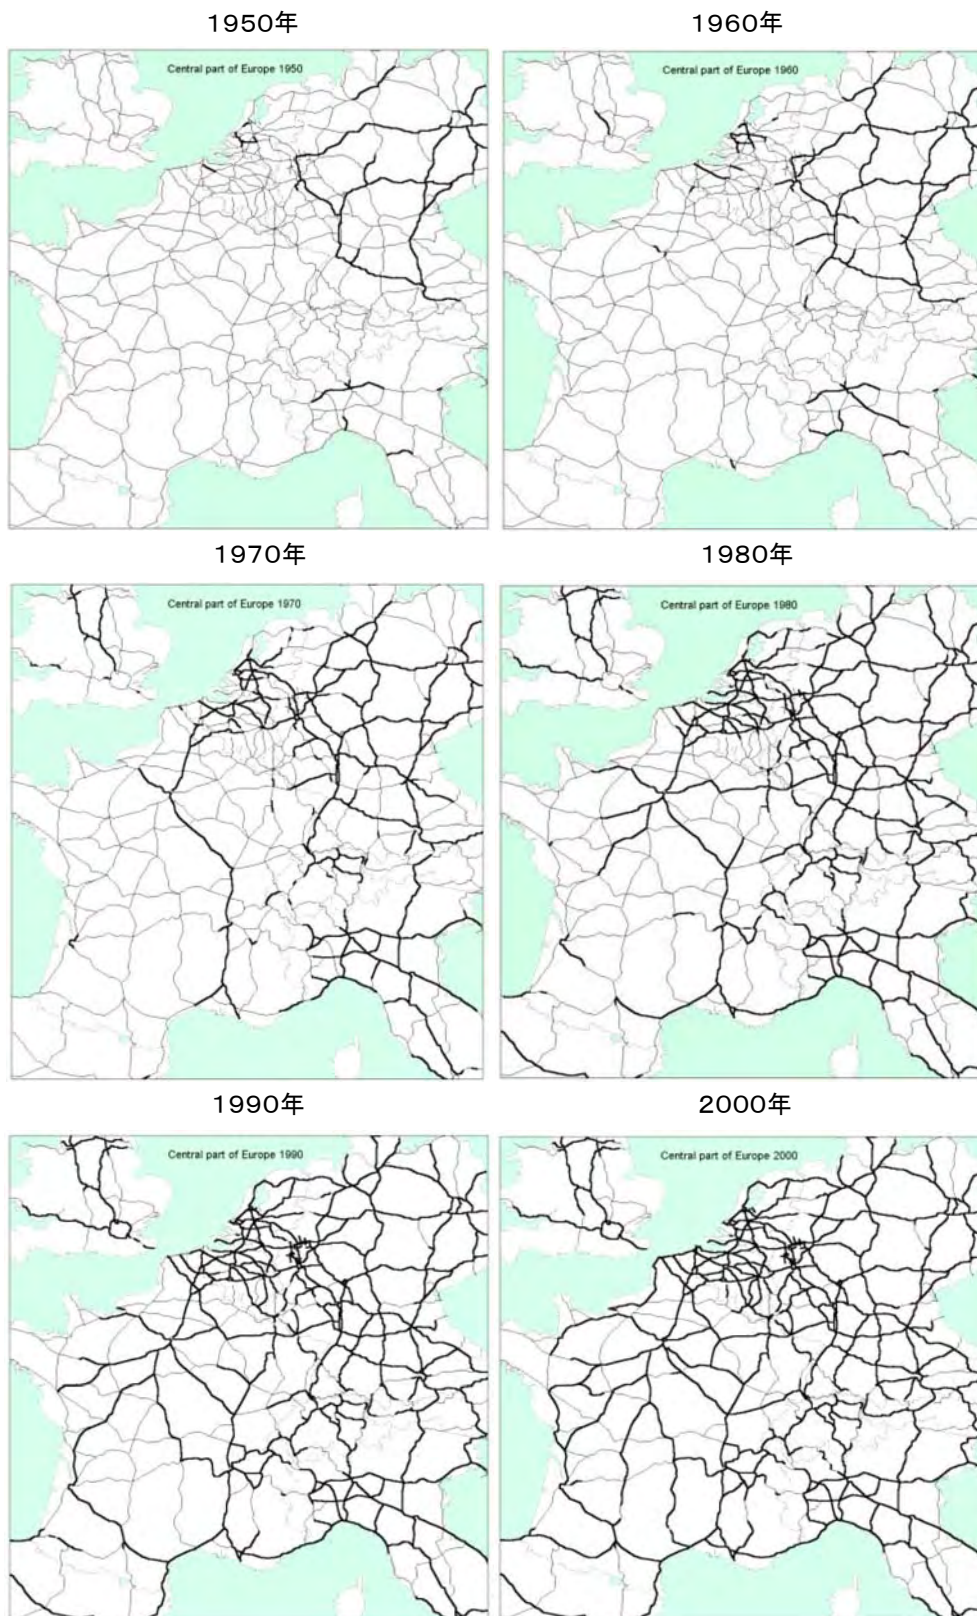 1950年
1960年
Central part of Europe 1950
Central part of Europe 1960
1970年
1980年
Central part of Europe 1970
Central part of Europe 1980
1990年
2000年
Central part of Europe 1990
Central part of Europe 2000